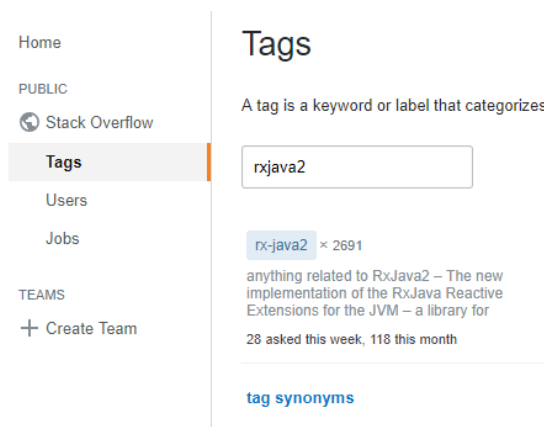 Home
PUBLIC
Stack Overflow
Tags
Users
Jobs
TEAMS
Create Team
Tags
A tag is a keyword or label that categorizes
rxjava2
rx-java2 × 2691
anything related to RxJava2 – The new
implementation of the RxJava Reactive
Extensions for the JVM – a library for
28 asked this week, 118 this month
tag synonyms